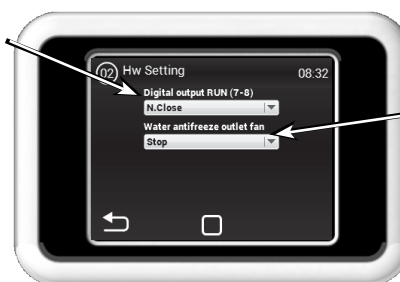 02 Hw Setting 08:32
Digital output RUN (7-8)
N.Close
Water antifreeze outlet fan
Stop